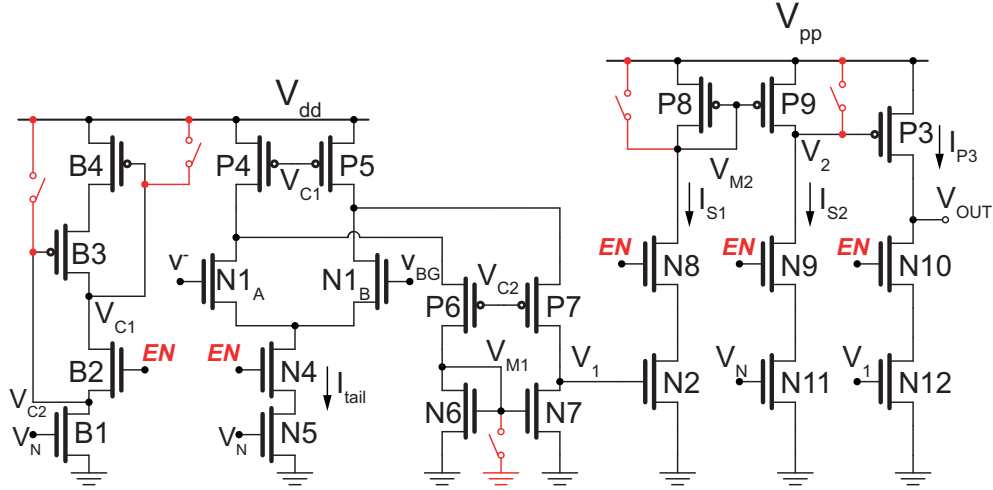 V_pp
V_dd
P8
P9
P3
I_P3
B4
P4
P5
V_C1
V_M2
V_2
V_OUT
I_S1
I_S2
B3
EN
EN
EN
v^-
N1_A
N1_B
v_BG
N8
N9
N10
V_C1
P6
V_C2
P7
B2
EN
EN
N4
I_tail
V_M1
V_1
V_C2
N2
V_N
N11
V_1
N12
V_N
B1
V_N
N5
N6
N7